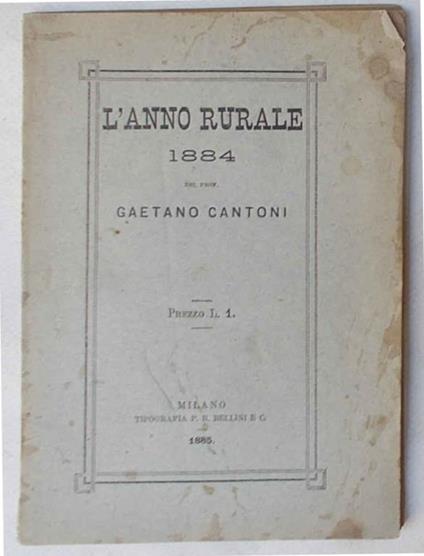 L'ANNO RURALE
1884
DEL PROF.
GAETANO CANTONI
PREZZO L. 1.
MILANO
TIPOGRAFIA P. B. BELLINI E C.
1885.